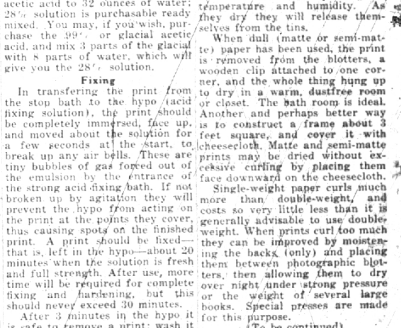 acetic acid to 32 ounces of water;
28% solution is purchasable ready
mixed. You may, if you wish, pur-
chase the 99% or glacial acetic
acid, and mix 3 parts of the glacial
with 8 parts of water, which will
give you the 28% solution.
Fixing
In transfering the print from
the stop bath to the hypo (acid
fixing solution), the print should
be completely immersed, face up,
and moved about the solution for
a few seconds at the start, to
break up any air bells. These are
tiny bubbles of gas forced out of
the emulsion by the entrance of
the strong acid fixing bath. If not
broken up by agitation they will
prevent the hypo from acting on
the print at the points they cover,
thus causing spots on the finished
print. A print should be fixed—
that is, left in the hypo—about 20
minutes when the solution is fresh
and full strength. After use, more
time will be required for complete
fixing and hardening, but this
should never exceed 30 minutes.
After 3 minutes in the hypo it
is safe to remove a print; wash it
temperature and humidity. As
they dry they will release them-
selves from the tins.
When dull (matte or semi-mat-
te) paper has been used, the print
is removed from the blotters, a
wooden clip attached to one cor-
ner, and the whole thing hung up
to dry in a warm, dustfree room
or closet. The bath room is ideal.
Another and perhaps better way
is to construct a frame about 3
feet square, and cover it with
cheesecloth. Matte and semi-matte
prints may be dried without ex-
cessive curling by placing them
face downward on the cheesecloth.
Single-weight paper curls much
more than double-weight, and
costs so very little less than it is
generally advisable to use double-
weight. When prints curl too much
they can be improved by moisten-
ing the backs (only) and placing
them between photographic blot-
ters, then allowing them to dry
over night under strong pressure
or the weight of several large
books. Special presses are made
for this purpose.
(To be continued)